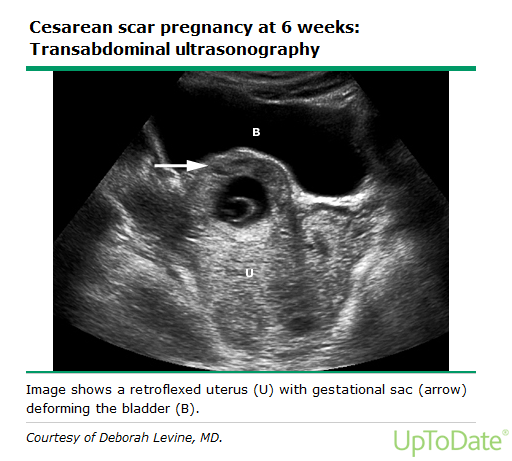 Cesarean scar pregnancy at 6 weeks:
Transabdominal ultrasonography
B
U
Image shows a retroflexed uterus (U) with gestational sac (arrow)
deforming the bladder (B).
Courtesy of Deborah Levine, MD.
UpToDate®